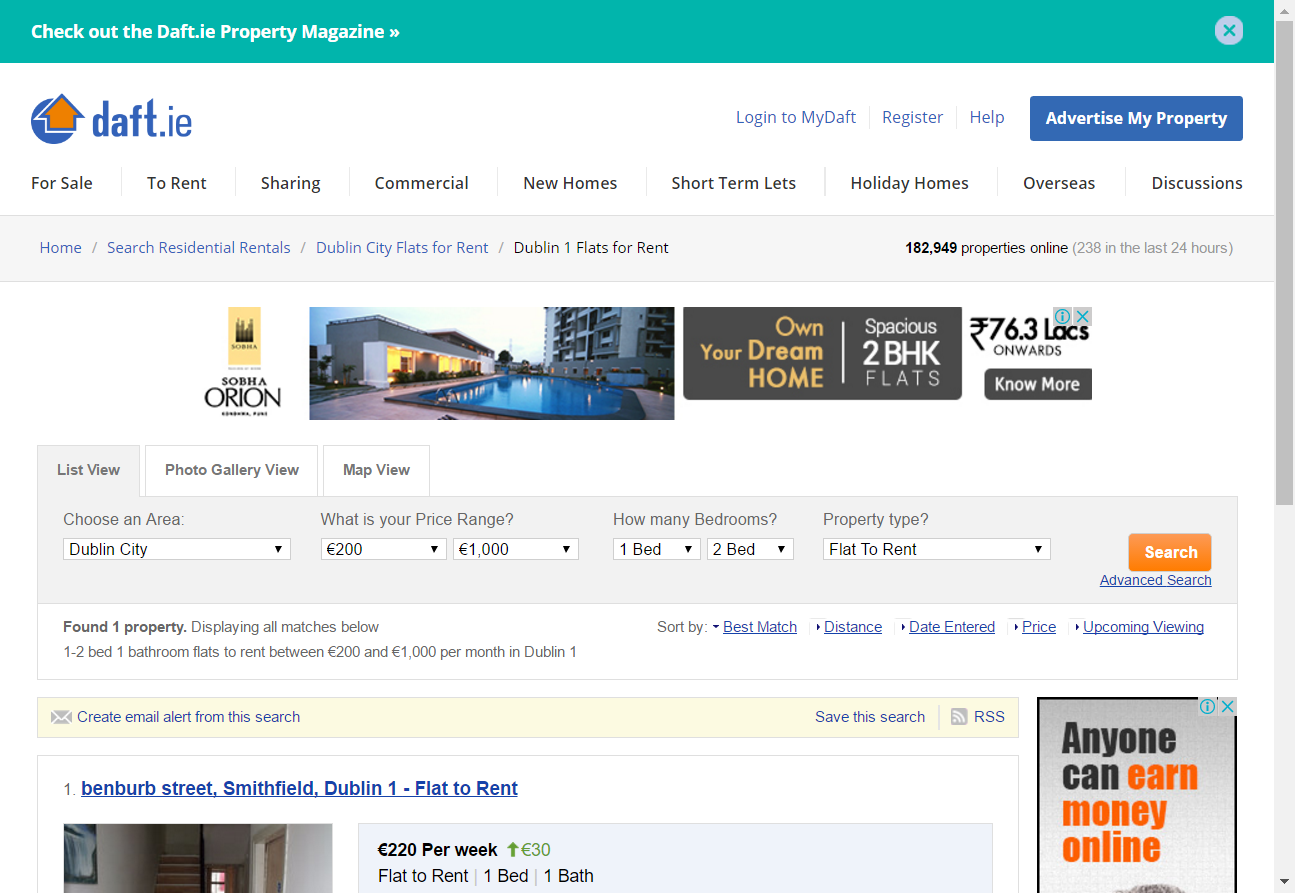 Check out the Daft.ie Property Magazine »
daft.ie
Login to MyDaft
Register
Help
Advertise My Property
For Sale
To Rent
Sharing
Commercial
New Homes
Short Term Lets
Holiday Homes
Overseas
Discussions
Home / Search Residential Rentals / Dublin City Flats for Rent / Dublin 1 Flats for Rent
182,949 properties online (238 in the last 24 hours)
SOBHA
SOBHA
ORION
KONDHWA, PUNE
Own
Your Dream
HOME
Spacious
2 BHK
FLATS
₹76.3 Lacs
ONWARDS
Know More
List View
Photo Gallery View
Map View
Choose an Area:
What is your Price Range?
How many Bedrooms?
Property type?
Dublin City
€200
€1,000
1 Bed
2 Bed
Flat To Rent
Search
Advanced Search
Found 1 property. Displaying all matches below
Sort by: Best Match Distance Date Entered Price Upcoming Viewing
1-2 bed 1 bathroom flats to rent between €200 and €1,000 per month in Dublin 1
Create email alert from this search
Save this search
RSS
1. benburb street, Smithfield, Dublin 1 - Flat to Rent
€220 Per week €30
Flat to Rent | 1 Bed | 1 Bath
Anyone
can earn
money
online